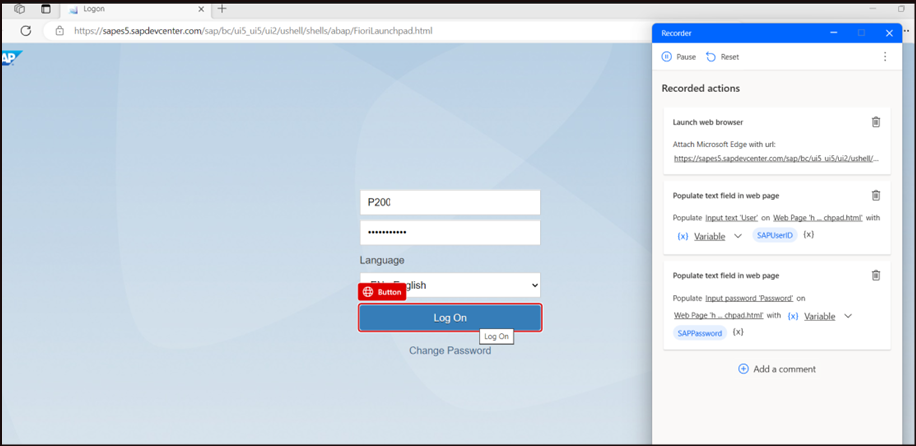 Logon
https://sapes5.sapdevcenter.com/sap/bc/ui5_ui5/ui2/ushell/shells/abap/FioriLaunchpad.html
AP
P200
Language
English
Button
Log On
Log On
Change Password
Recorder
Pause
Reset
Recorded actions
Launch web browser
Attach Microsoft Edge with url:
https://sapes5.sapdevcenter.com/sap/bc/ui5_ui5/ui2/ushell/...
Populate text field in web page
Populate Input text 'User' on Web Page 'h ... chpad.html' with
{x} Variable SAPUserID {x}
Populate text field in web page
Populate Input password 'Password' on
Web Page 'h ... chpad.html' with {x} Variable
SAPPassword {x}
Add a comment